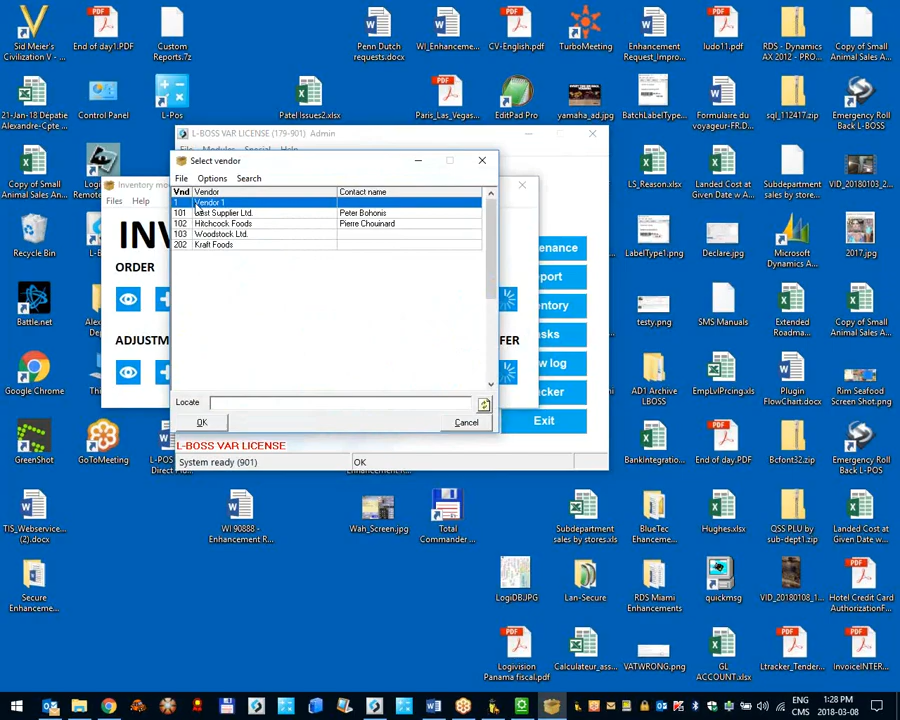 Sid Meier's
Civilization V - ...
End of day1.PDF
Custom
Reports.7z
Penn Dutch
requests.docx
WI_Enhanceme...
CV-English.pdf
TurboMeeting
Enhancement
Request_Impro...
ludo11.pdf
RDS - Dynamics
AX 2012 - PRO...
Copy of Small
Animal Sales A...
21-Jan-18 Depatie
Alexandre-Cpte ...
Control Panel
L-Pos
Patel Issues2.xlsx
Paris_Las_Vegas...
EditPad Pro
yamaha_ad.jpg
BatchLabelType...
Formulaire du
voyageur-FR.D...
sql_112417.zip
Emergency Roll
Back L-BOSS
L-BOSS VAR LICENSE (179-901) Admin
Select vendor
File Options Search
Vnd Vendor Contact name
1 Vendor 1
101 Best Supplier Ltd. Peter Bohonis
102 Hitchcock Foods Pierre Chouinard
103 Woodstock Ltd.
202 Kraft Foods
Locate
OK Cancel
Inventory mo
Files Help
ORDER
ADJUSTM
FER
enance
port
entory
asks
w log
cker
Exit
L-BOSS VAR LICENSE
System ready (901) OK
Copy of Small
Animal Sales A...
LS_Reason.xlsx
Landed Cost at
Given Date w...
Subdepartment
sales by stores...
VID_20180103_1...
Recycle Bin
LabelType1.png
Declare.jpg
Microsoft
Dynamics A...
2017.jpg
Battle.net
testy.png
SMS Manuals
Extended
Roadma...
Copy of Small
Animal Sales A...
Google Chrome
AD1 Archive
LBOSS
EmpLvlPrcing.xlsx
Plugin
FlowChart.docx
Rim Seafood
Screen Shot.png
GreenShot
GoToMeeting
BankIntegration...
End of day.PDF
Bcfont32.zip
Emergency Roll
Back L-POS
TIS_Webservice...
(2).docx
WI 90888 -
Enhancement R...
Wah_Screen.jpg
Total
Commander ...
Subdepartment
sales by stores.xls
BlueTec
Enhanceme...
Hughes.xlsx
QSS PLU by
sub-dept1.zip
Landed Cost at
Given Date w...
Secure
Enhanceme...
LogiDB.JPG
Lan-Secure
RDS Miami
Enhancements
quickmsg
VID_20180108_1...
Hotel Credit Card
AuthorizationF...
Logivision
Panama fiscal.pdf
Calculateur_ass...
VATWRONG.png
GL
ACCOUNT.xlsx
Ltracker_Tender...
InvoiceINTER...
ENG
CMS
1:28 PM
2018-03-08